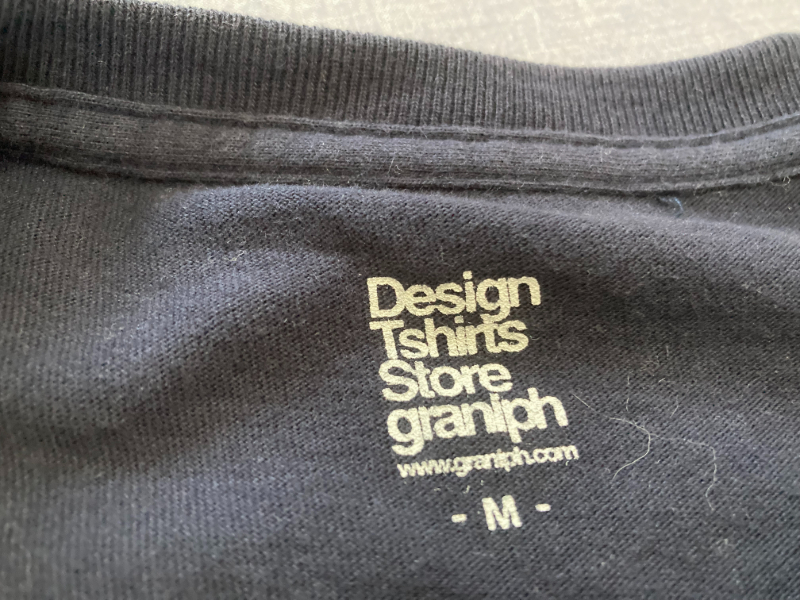 Design
Tshirts
Store
graniph
www.graniph.com
- M -